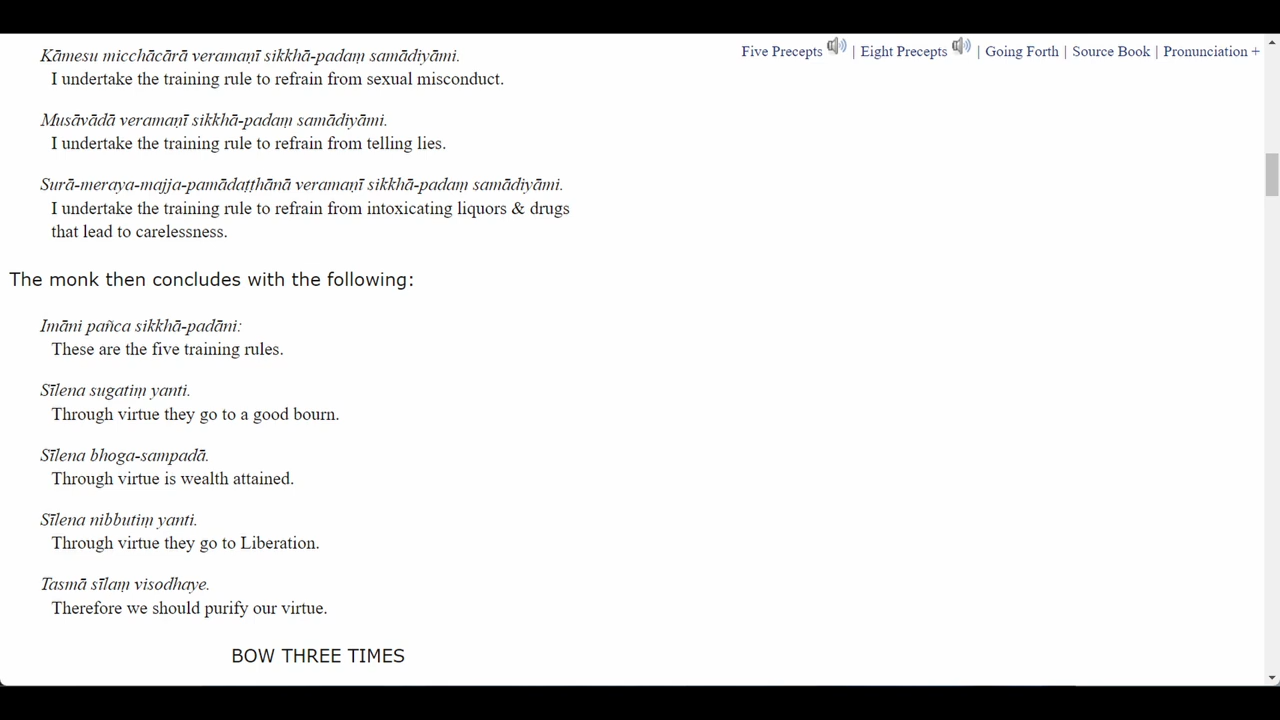 Five Precepts | Eight Precepts | Going Forth | Source Book | Pronunciation +
Kāmesu micchācārā veramaṇī sikkhā-padaṃ samādiyāmi.
I undertake the training rule to refrain from sexual misconduct.
Musāvādā veramaṇī sikkhā-padaṃ samādiyāmi.
I undertake the training rule to refrain from telling lies.
Surā-meraya-majja-pamādaṭṭhānā veramaṇī sikkhā-padaṃ samādiyāmi.
I undertake the training rule to refrain from intoxicating liquors & drugs
that lead to carelessness.
The monk then concludes with the following:
Imāni pañca sikkhā-padāni:
These are the five training rules.
Sīlena sugatiṃ yanti.
Through virtue they go to a good bourn.
Sīlena bhoga-sampadā.
Through virtue is wealth attained.
Sīlena nibbutiṃ yanti.
Through virtue they go to Liberation.
Tasmā sīlaṃ visodhaye.
Therefore we should purify our virtue.
BOW THREE TIMES